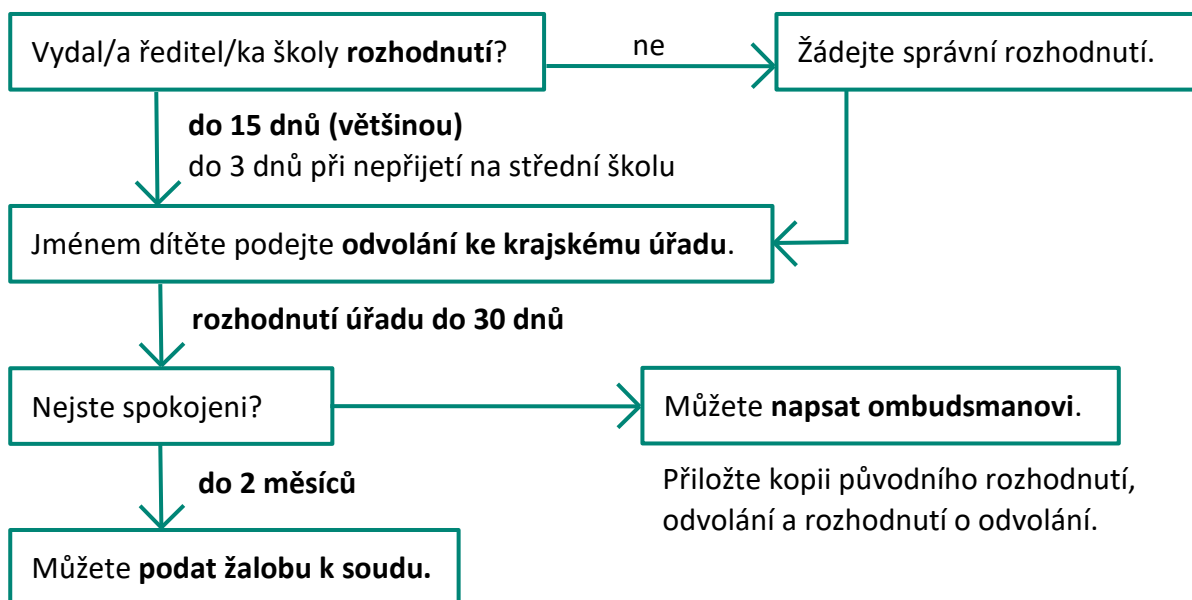 Vydal/a ředitel/ka školy rozhodnutí?
ne
Žádejte správní rozhodnutí.
do 15 dnů (většinou)
do 3 dnů při nepřijetí na střední školu
Jménem dítěte podejte odvolání ke krajskému úřadu.
rozhodnutí úřadu do 30 dnů
Nejste spokojeni?
Můžete napsat ombudsmanovi.
Přiložte kopii původního rozhodnutí,
odvolání a rozhodnutí o odvolání.
do 2 měsíců
Můžete podat žalobu k soudu.